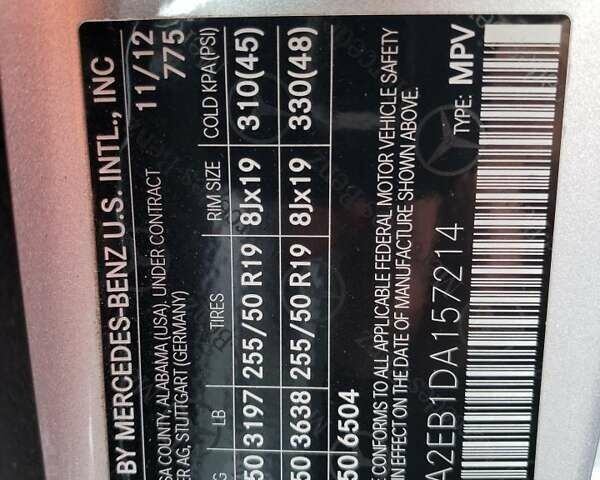 BY MERCEDES-BENZ U.S. INTL., INC
11/12
SA COUNTY, ALABAMA (USA), UNDER CONTRACT
775
ER AG, STUTTGART (GERMANY)
G LB TIRES RIM SIZE COLD KPA (PSI)
50 3197 255/50 R19 8Jx19 310(45)
50 3638 255/50 R19 8Jx19 330(48)
50 6504
S TO ALL APPLICABLE FEDERAL MOTOR VEHICLE SAFETY
IN EFFECT ON THE DATE OF MANUFACTURE SHOWN ABOVE.
A2EB1DA157214 TYPE: MPV